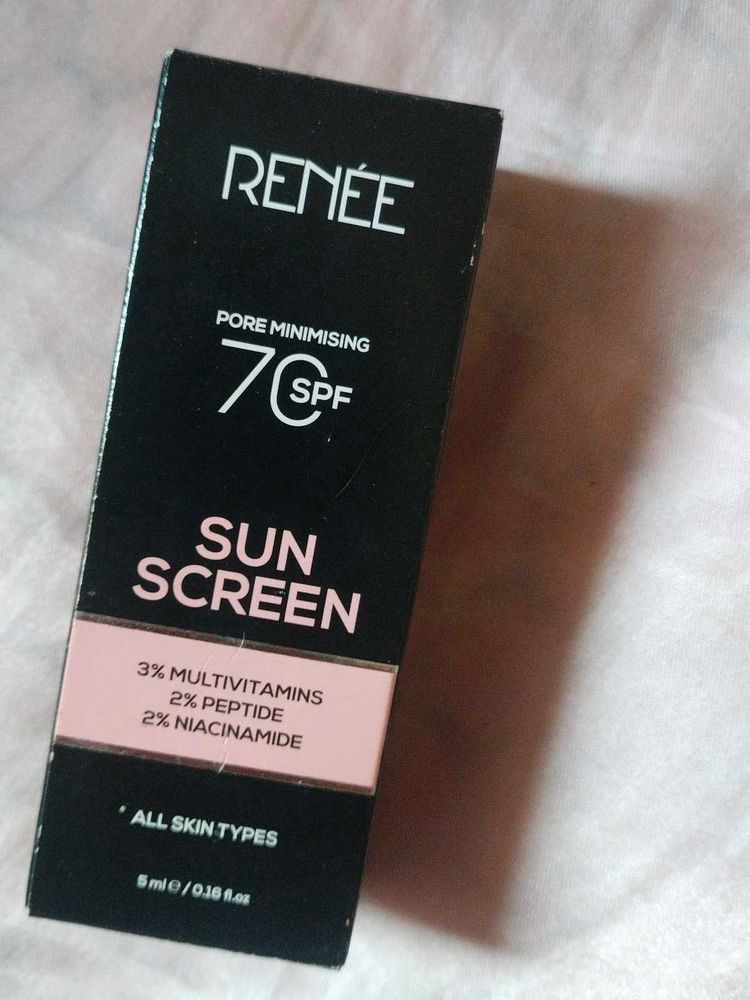 RENÉE
PORE MINIMISING
70 SPF
SUN
SCREEN
3% MULTIVITAMINS
2% PEPTIDE
2% NIACINAMIDE
ALL SKIN TYPES
5 ml ℮ / 0.16 fl.oz